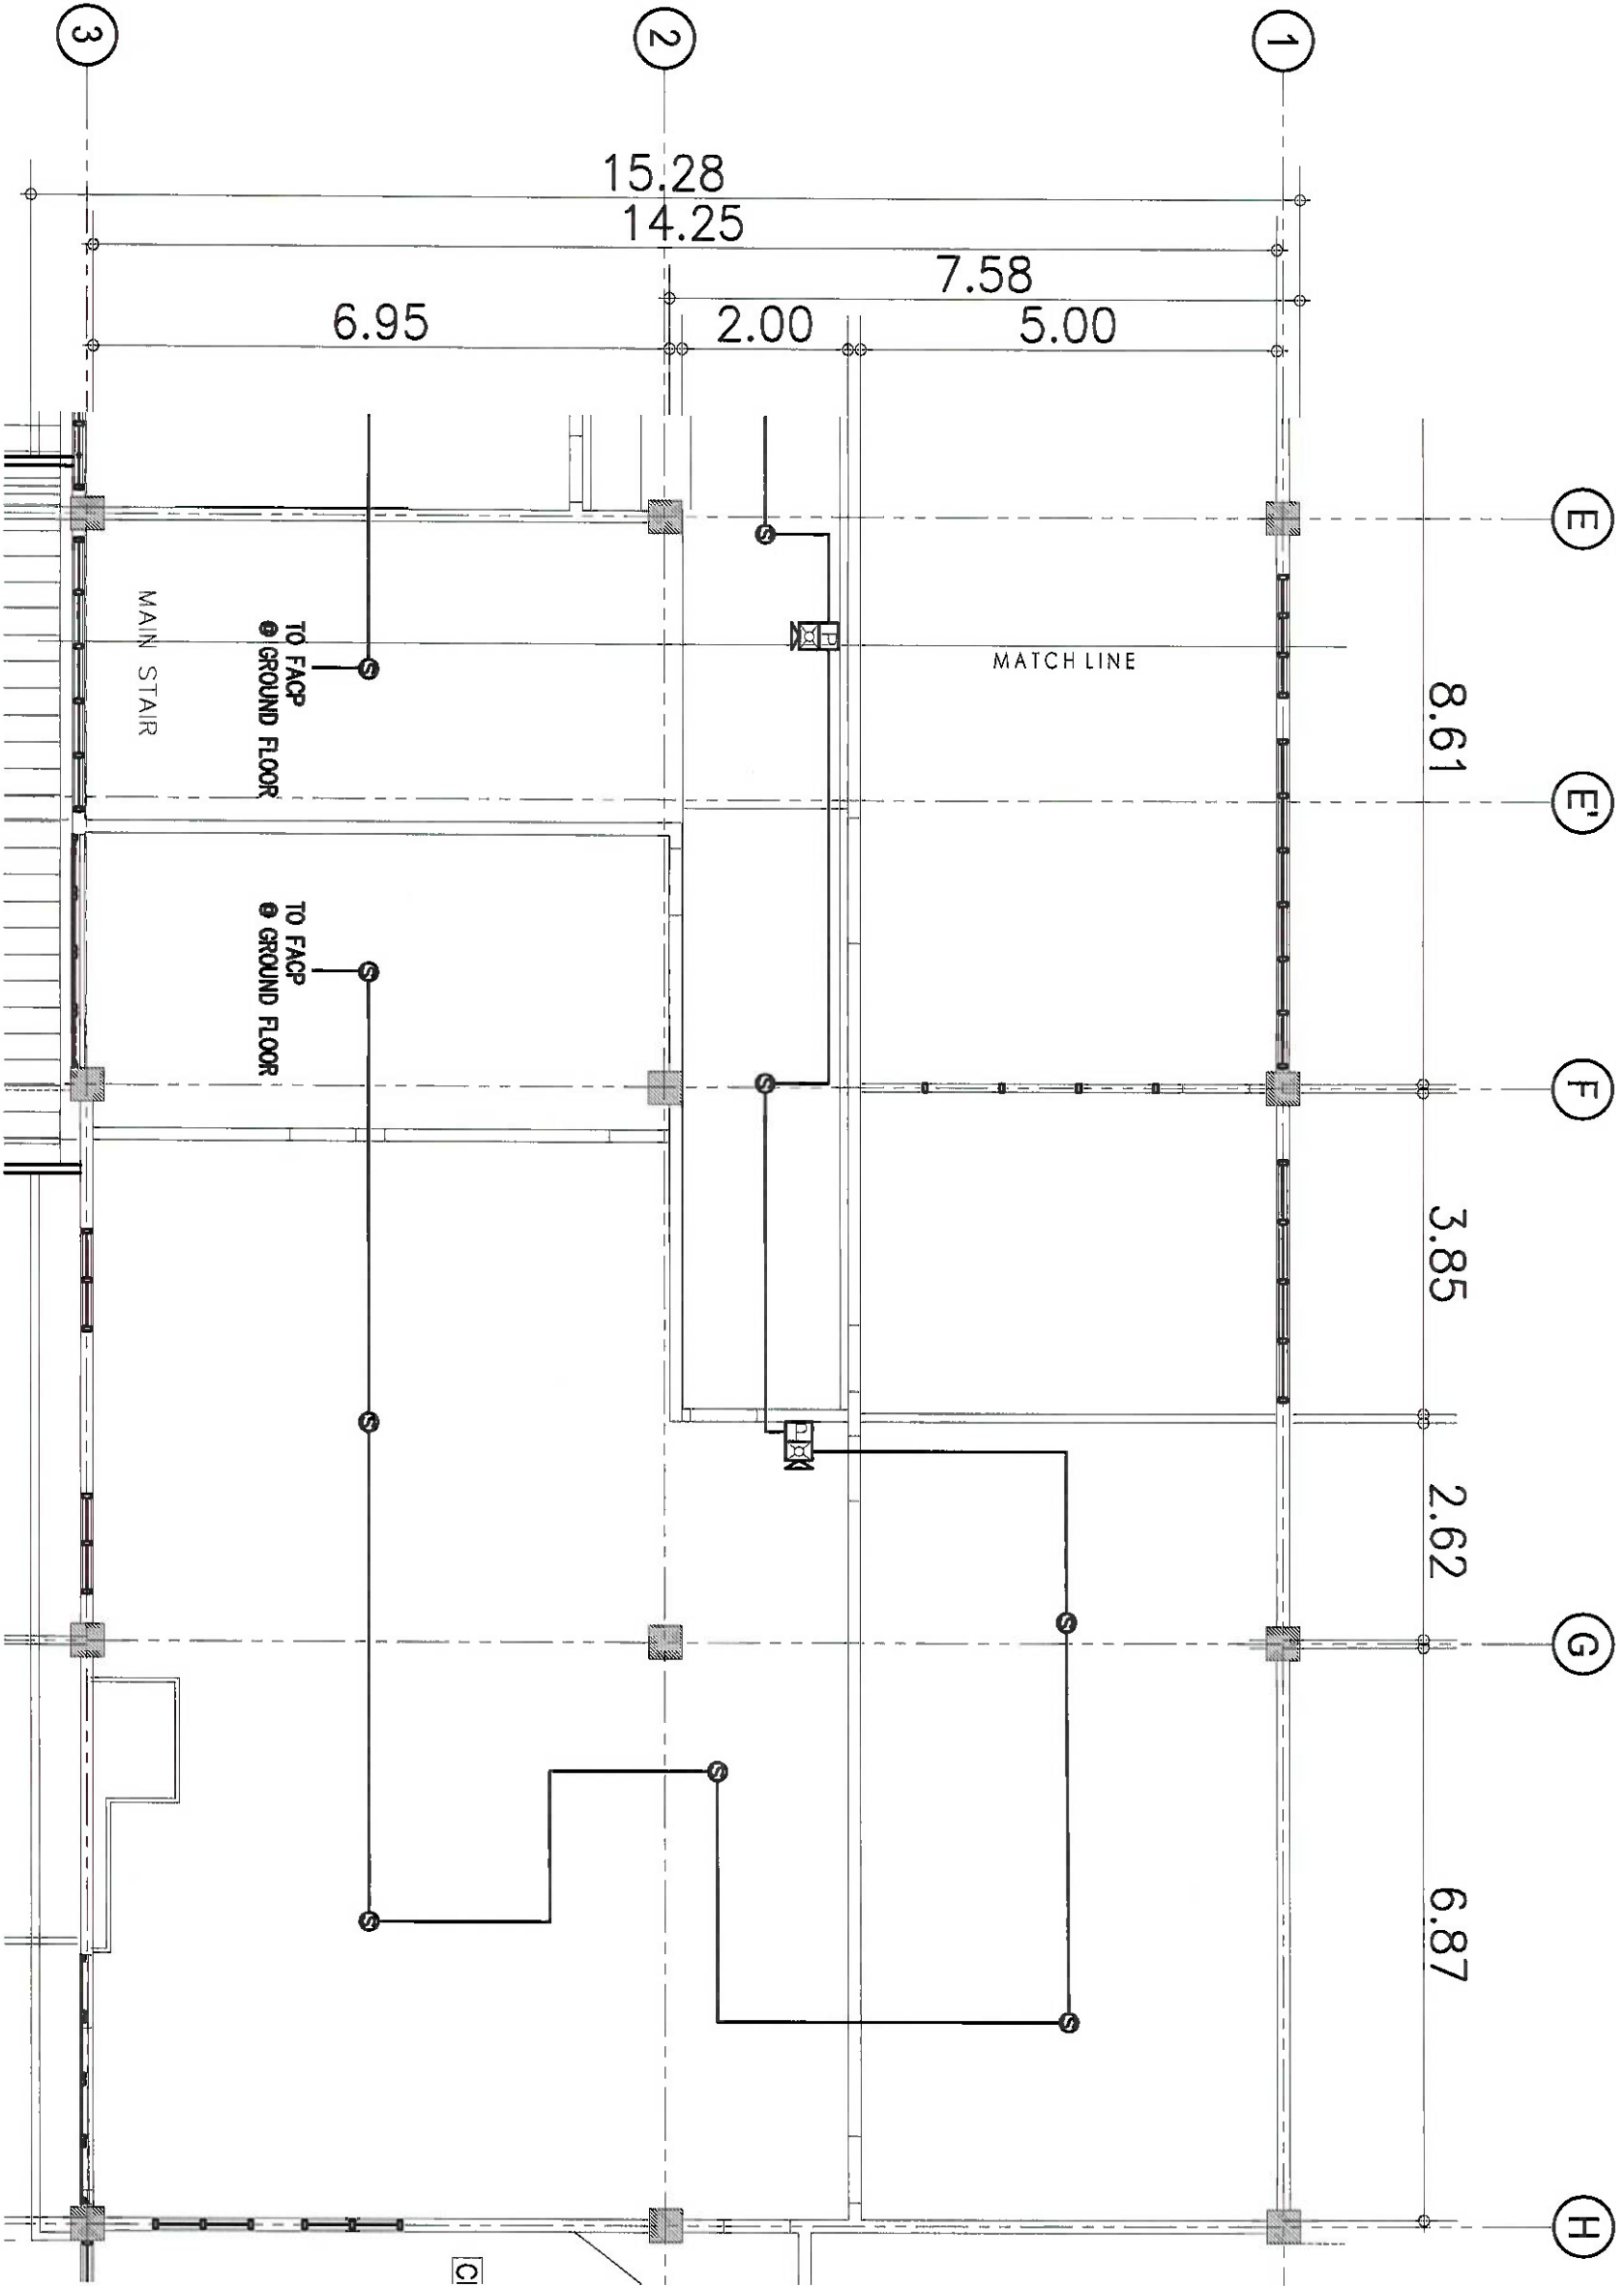 3
2
1
15.28
14.25
7.58
6.95
2.00
5.00
E
E'
F
G
H
8.61
3.85
2.62
6.87
MATCH LINE
MAIN STAIR
TO FACP
@ GROUND FLOOR
TO FACP
@ GROUND FLOOR
S
S
P
S
S
S
P
S
S
S
S
S